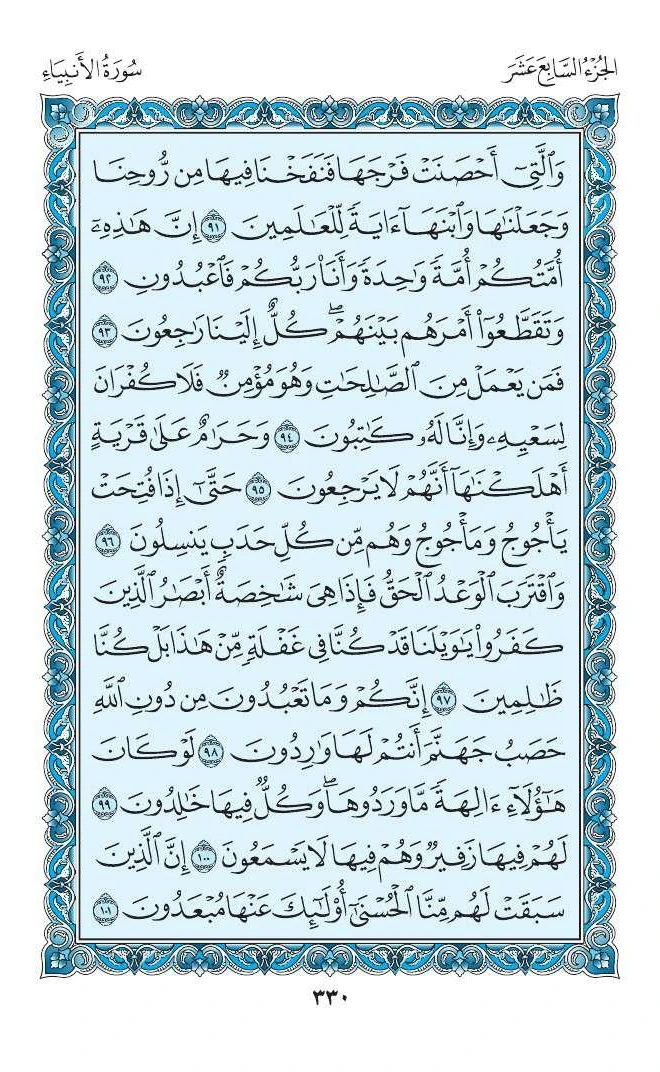 الجُزْءُ السَّابِعَ عَشَرَ
سُورَةُ الأَنبِيَاءِ
وَٱلَّتِىٓ أَحْصَنَتْ فَرْجَهَا فَنَفَخْنَا فِيهَا مِن رُّوحِنَا
وَجَعَلْنَٰهَا وَٱبْنَهَآ ءَايَةً لِّلْعَٰلَمِينَ ٩١ إِنَّ هَٰذِهِۦٓ
أُمَّتُكُمْ أُمَّةً وَٰحِدَةً وَأَنَا۠ رَبُّكُمْ فَٱعْبُدُونِ ٩٢
وَتَقَطَّعُوٓا۟ أَمْرَهُم بَيْنَهُمْ ۖ كُلٌّ إِلَيْنَا رَٰجِعُونَ ٩٣
فَمَن يَعْمَلْ مِنَ ٱلصَّٰلِحَٰتِ وَهُوَ مُؤْمِنٌ فَلَا كُفْرَانَ
لِسَعْيِهِۦ وَإِنَّا لَهُۥ كَٰتِبُونَ ٩٤ وَحَرَٰمٌ عَلَىٰ قَرْيَةٍ
أَهْلَكْنَٰهَآ أَنَّهُمْ لَا يَرْجِعُونَ ٩٥ حَتَّىٰٓ إِذَا فُتِحَتْ
يَأْجُوجُ وَمَأْجُوجُ وَهُم مِّن كُلِّ حَدَبٍ يَنسِلُونَ ٩٦
وَٱقْتَرَبَ ٱلْوَعْدُ ٱلْحَقُّ فَإِذَا هِىَ شَٰخِصَةٌ أَبْصَٰرُ ٱلَّذِينَ
كَفَرُوا۟ يَٰوَيْلَنَا قَدْ كُنَّا فِى غَفْلَةٍ مِّنْ هَٰذَا بَلْ كُنَّا
ظَٰلِمِينَ ٩٧ إِنَّكُمْ وَمَا تَعْبُدُونَ مِن دُونِ ٱللَّهِ
حَصَبُ جَهَنَّمَ أَنتُمْ لَهَا وَٰرِدُونَ ٩٨ لَوْ كَانَ
هَٰٓؤُلَآءِ ءَالِهَةً مَّا وَرَدُوهَا ۖ وَكُلٌّ فِيهَا خَٰلِدُونَ ٩٩
لَهُمْ فِيهَا زَفِيرٌ وَهُمْ فِيهَا لَا يَسْمَعُونَ ١٠٠ إِنَّ ٱلَّذِينَ
سَبَقَتْ لَهُم مِّنَّا ٱلْحُسْنَىٰٓ أُو۟لَٰٓئِكَ عَنْهَا مُبْعَدُونَ ١٠١
٣٣٠